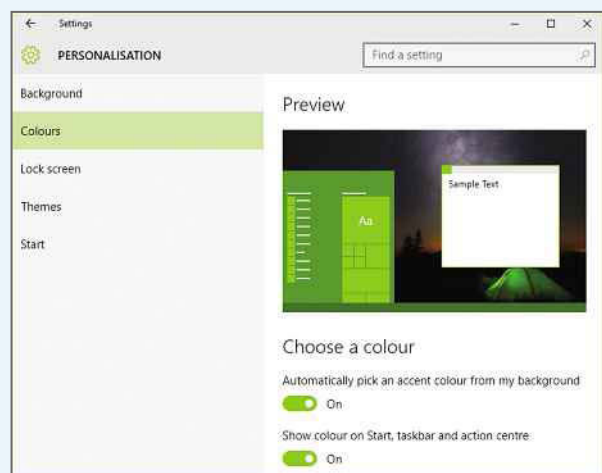 Settings
PERSONALISATION
Find a setting
Background
Colours
Lock screen
Themes
Start
Preview
Sample Text
Aa
Choose a colour
Automatically pick an accent colour from my background
On
Show colour on Start, taskbar and action centre
On